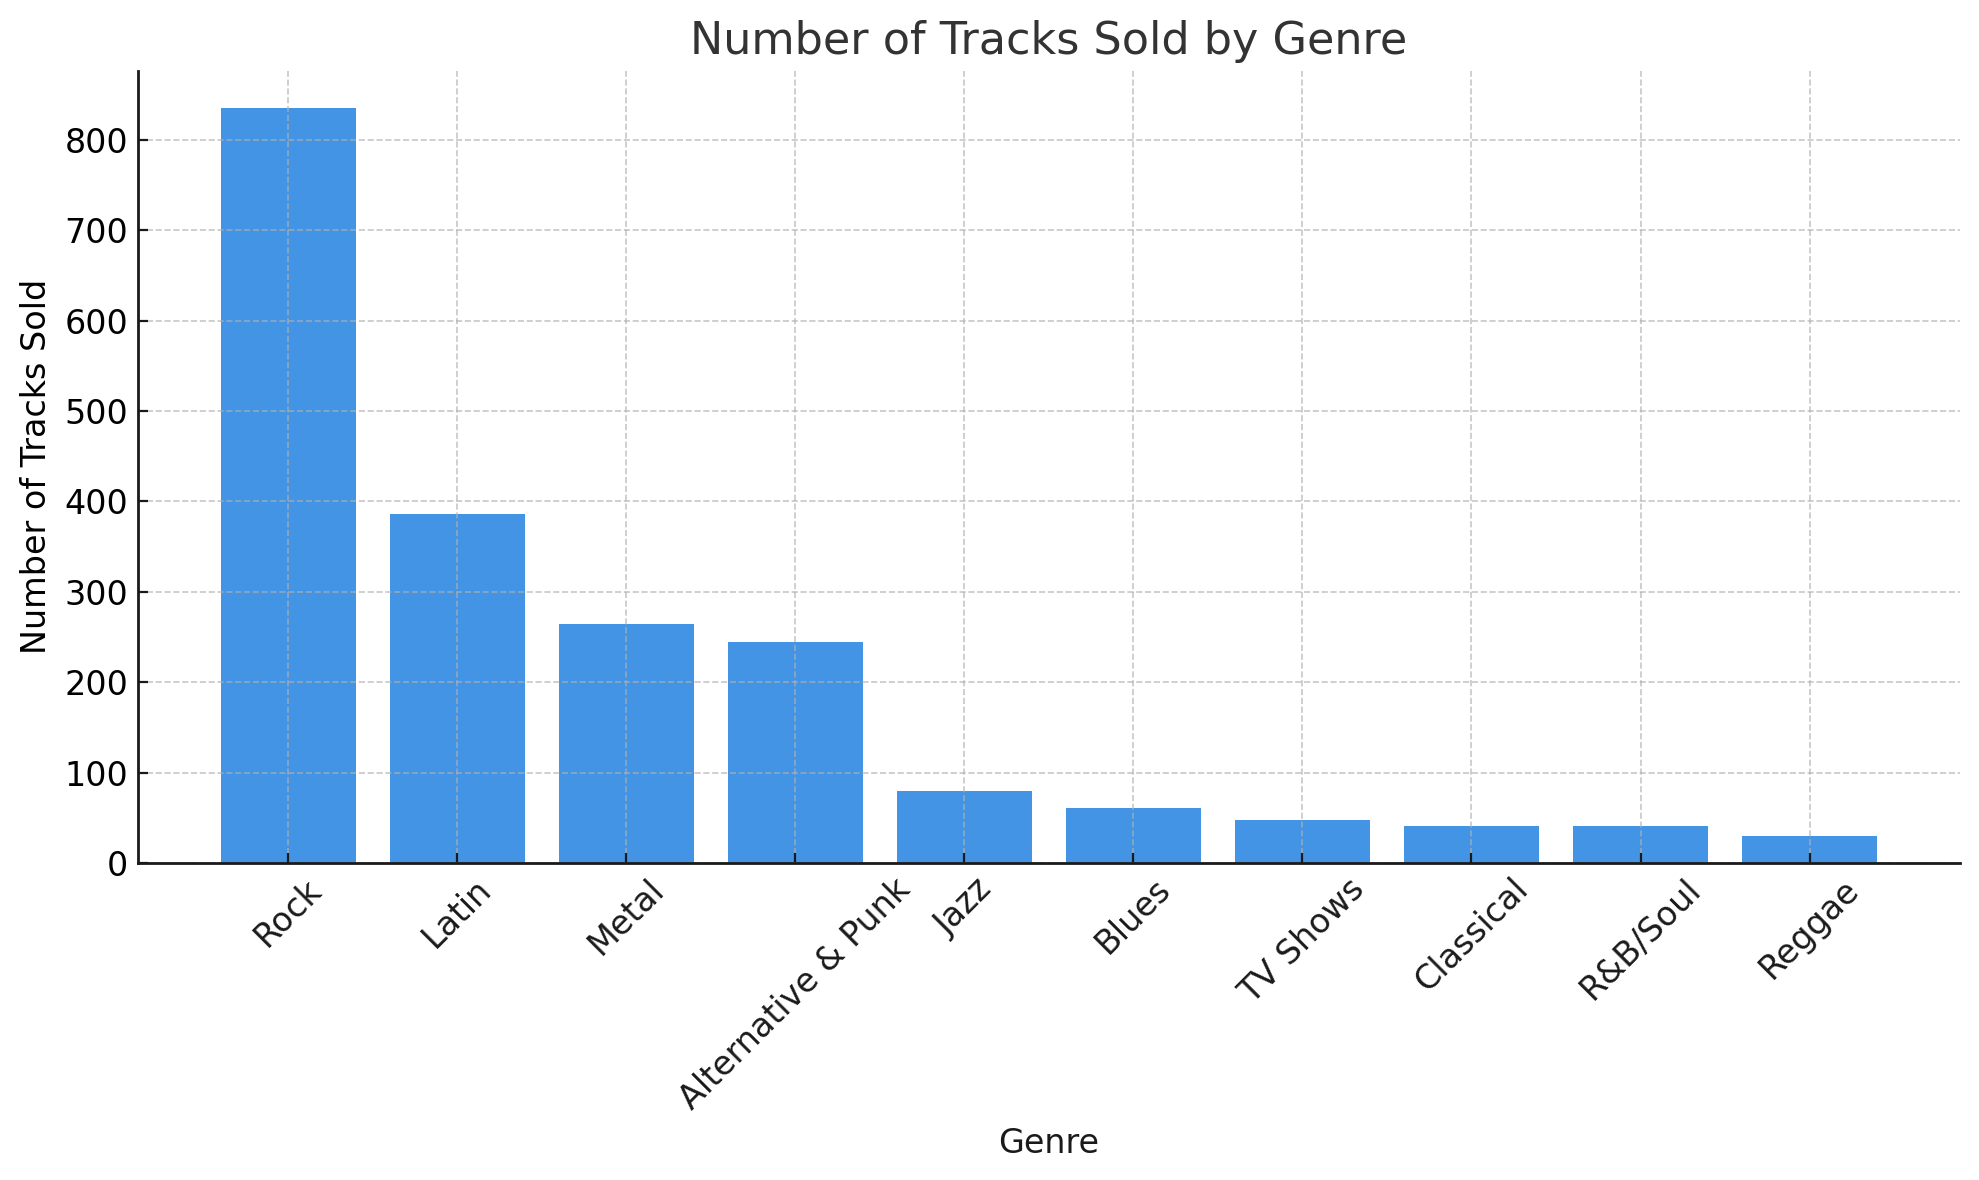 Number of Tracks Sold by Genre
Number of Tracks Sold
800
700
600
500
400
300
200
100
0
Rock
Latin
Metal
Alternative & Punk
Jazz
Blues
TV Shows
Classical
R&B/Soul
Reggae
Genre